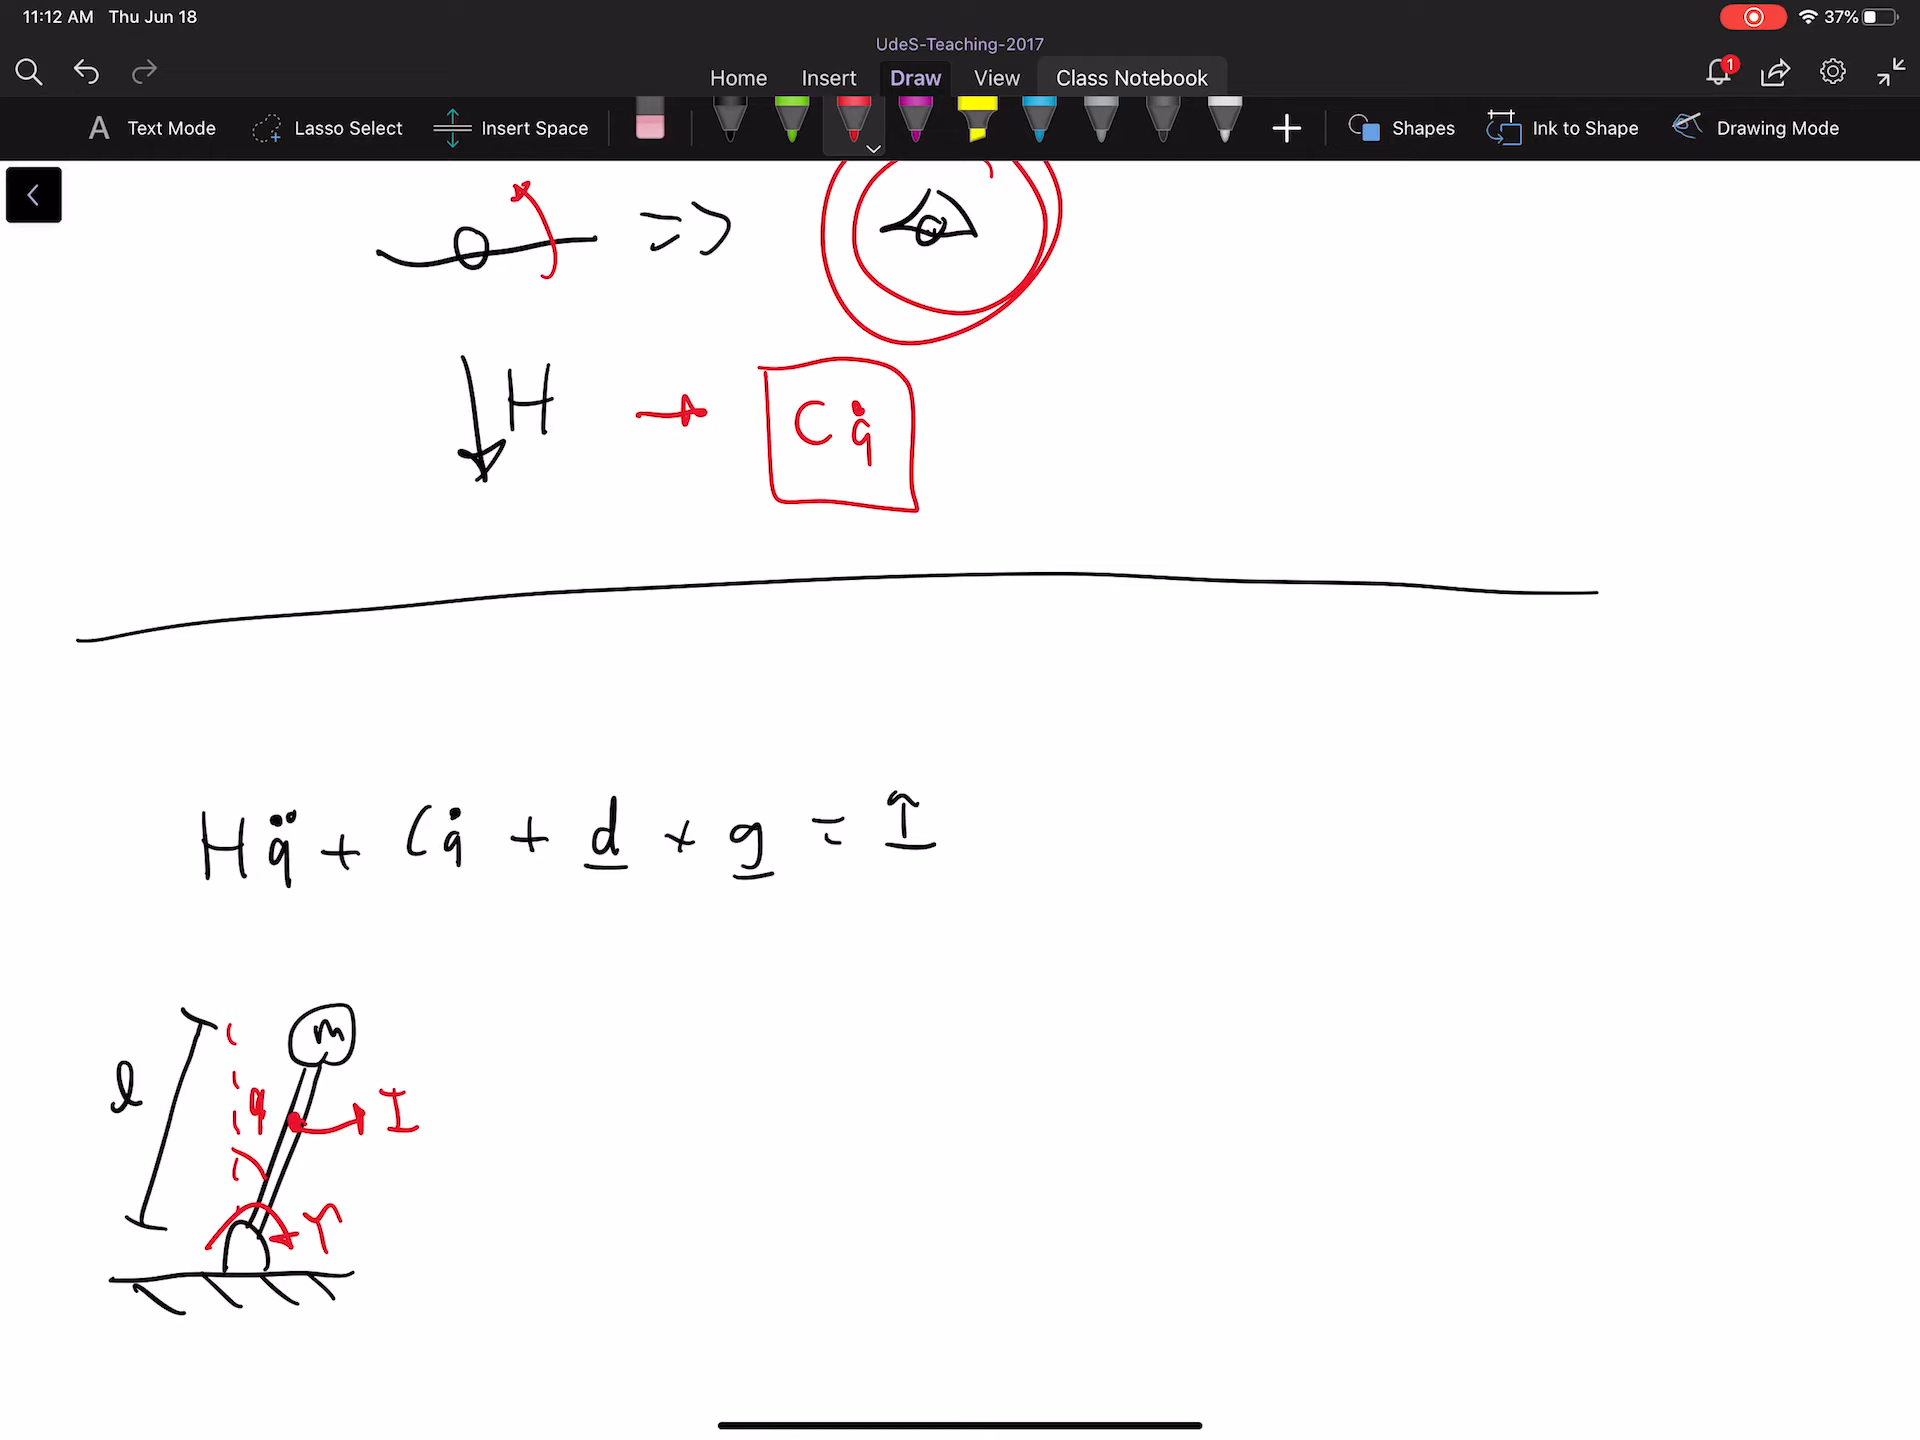 11:12 AM Thu Jun 18
37%
UdeS-Teaching-2017
Home Insert Draw View Class Notebook
1
A Text Mode Lasso Select Insert Space Shapes Ink to Shape Drawing Mode
=>
H → C q̇
H q̈ + C q̇ + d + g = τ
m
l
q
I
τ